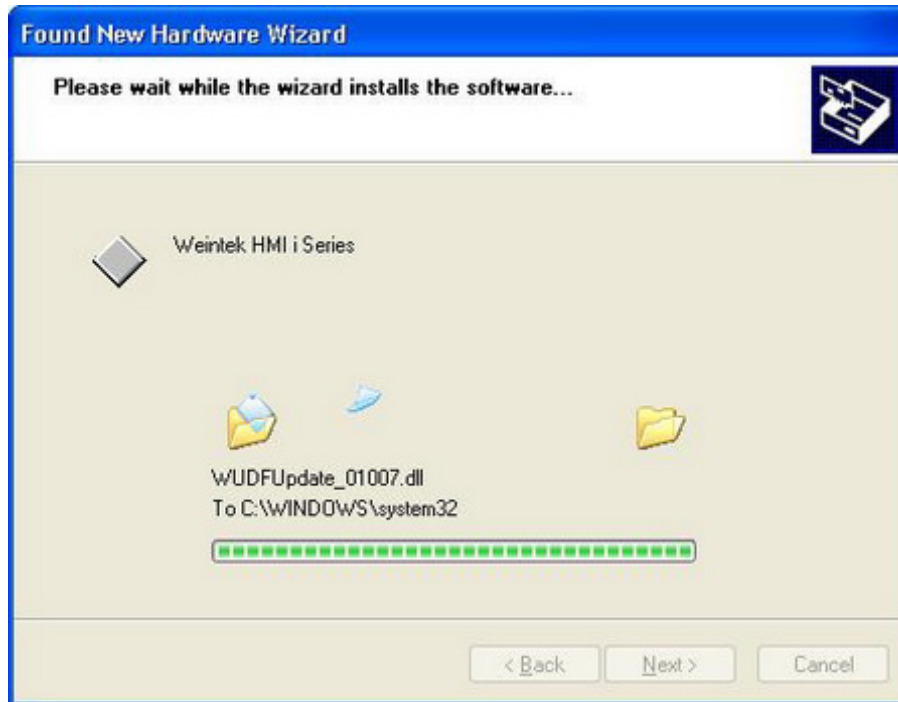 Found New Hardware Wizard
Please wait while the wizard installs the software...
Weintek HMI i Series
WUDFUpdate_01007.dll
To C:\WINDOWS\system32
< Back
Next >
Cancel